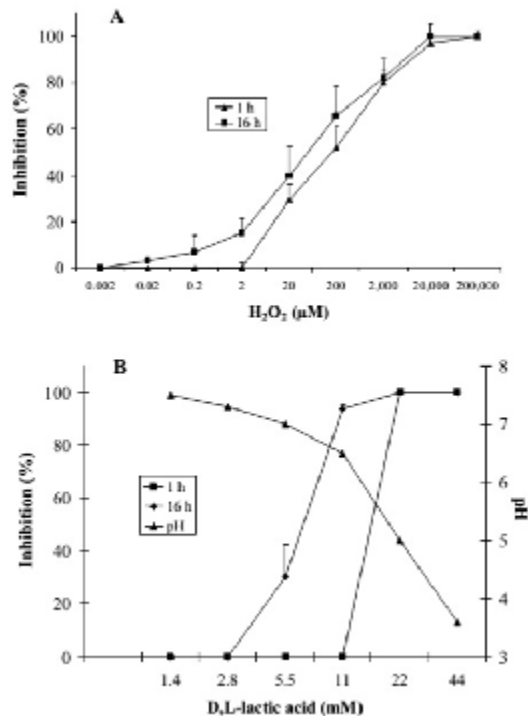 A
100
80
60
40
20
0
Inhibition (%)
1 h
16 h
0.002 0.02 0.2 2 20 200 2,000 20,000 200,000
H₂O₂ (μM)
B
100
80
60
40
20
0
Inhibition (%)
1 h
16 h
pH
8
7
6
5
4
3
pH
1.4 2.8 5.5 11 22 44
D,L-lactic acid (mM)